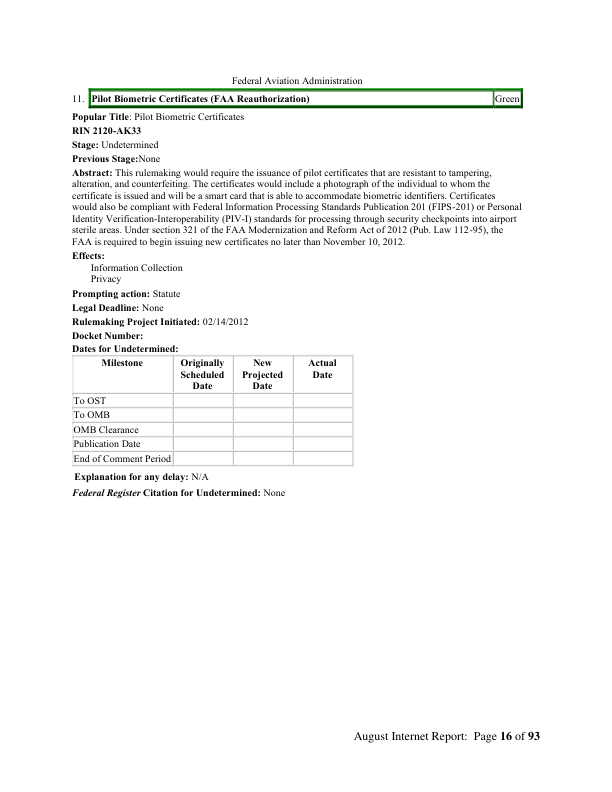 Federal Aviation Administration
11. Pilot Biometric Certificates (FAA Reauthorization) Green
Popular Title: Pilot Biometric Certificates
RIN 2120-AK33
Stage: Undetermined
Previous Stage:None
Abstract: This rulemaking would require the issuance of pilot certificates that are resistant to tampering,
alteration, and counterfeiting. The certificates would include a photograph of the individual to whom the
certificate is issued and will be a smart card that is able to accommodate biometric identifiers. Certificates
would also be compliant with Federal Information Processing Standards Publication 201 (FIPS-201) or Personal
Identity Verification-Interoperability (PIV-I) standards for processing through security checkpoints into airport
sterile areas. Under section 321 of the FAA Modernization and Reform Act of 2012 (Pub. Law 112-95), the
FAA is required to begin issuing new certificates no later than November 10, 2012.
Effects:
Information Collection
Privacy
Prompting action: Statute
Legal Deadline: None
Rulemaking Project Initiated: 02/14/2012
Docket Number:
Dates for Undetermined:
Milestone Originally New Actual
Scheduled Projected Date
Date Date
To OST
To OMB
OMB Clearance
Publication Date
End of Comment Period
Explanation for any delay: N/A
Federal Register Citation for Undetermined: None
August Internet Report: Page 16 of 93